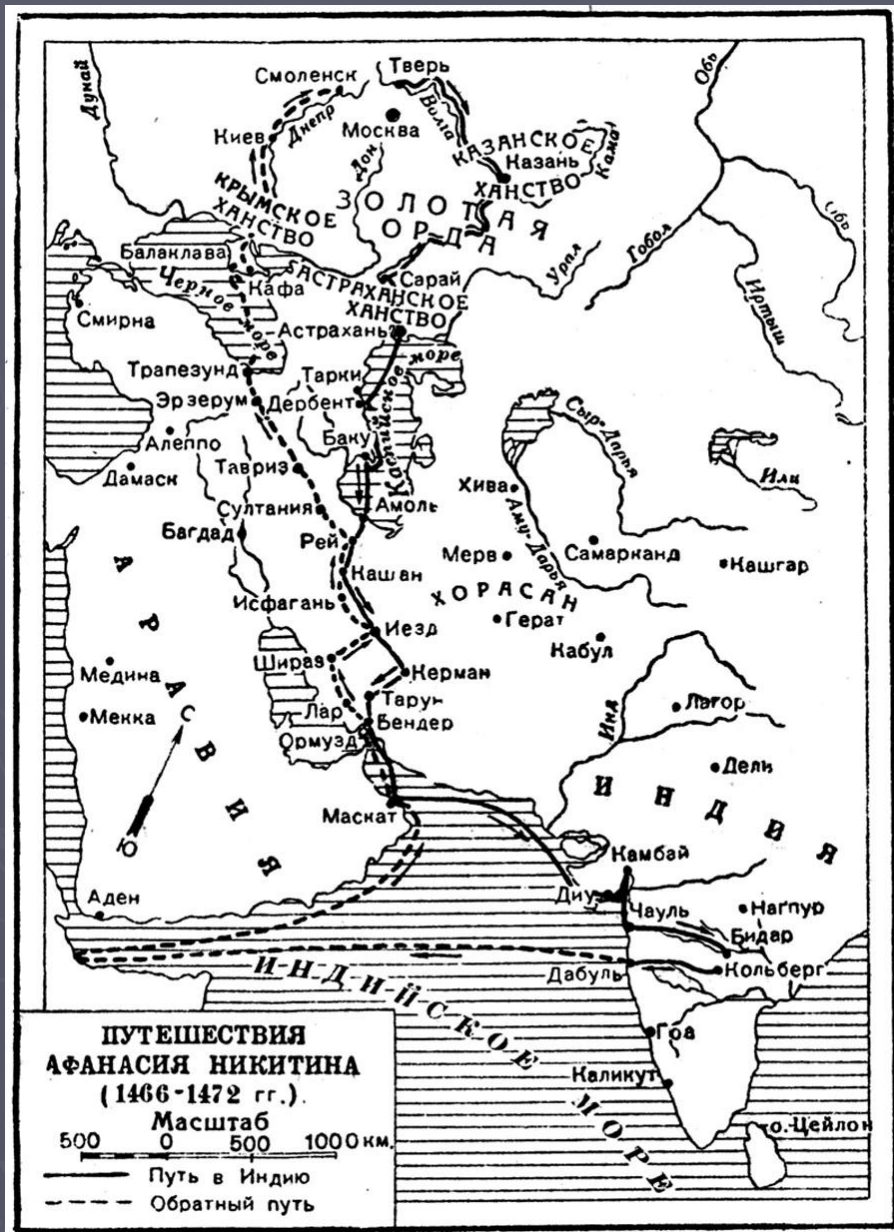 Дунай
Смоленск
Тверь
Обь
Днепр
Волга
Киев
Москва
КАЗАНСКОЕ
Казань
Кама
ХАНСТВО
Дон
КРЫМСКОЕ
ХАНСТВО
ЗОЛОТАЯ
ОРДА
Обь
Балаклава
Кафа
Черное море
Сарай
Урал
Тобол
Иртыш
АСТРАХАНСКОЕ
ХАНСТВО
Смирна
Астрахань
Трапезунд
Тарки
Каспийское море
Эрзерум
Дербент
Сыр-Дарья
Алеппо
Баку
Дамаск
Тавриз
Хива
Или
Султания
Амоль
Аму-Дарья
Багдад
Рей
Мерв
Самарканд
Кашгар
Кашан
ХОРАСАН
Исфагань
Герат
Иезд
Кабул
Медина
Шираз
Керман
Мекка
С
Лар
Тарун
Инд
Лагор
Бендер
Ормузд
АРАВИЯ
Дели
ИНДИЯ
Ю
Маскат
Камбай
Аден
Диу
Чауль
Нагпур
Бидар
Дабуль
Кольберг
ИНДИЙСКОЕ МОРЕ
Гоа
Каликут
о. Цейлон
ПУТЕШЕСТВИЯ
АФАНАСИЯ НИКИТИНА
(1466-1472 гг.).
Масштаб
500 0 500 1000 км.
Путь в Индию
Обратный путь